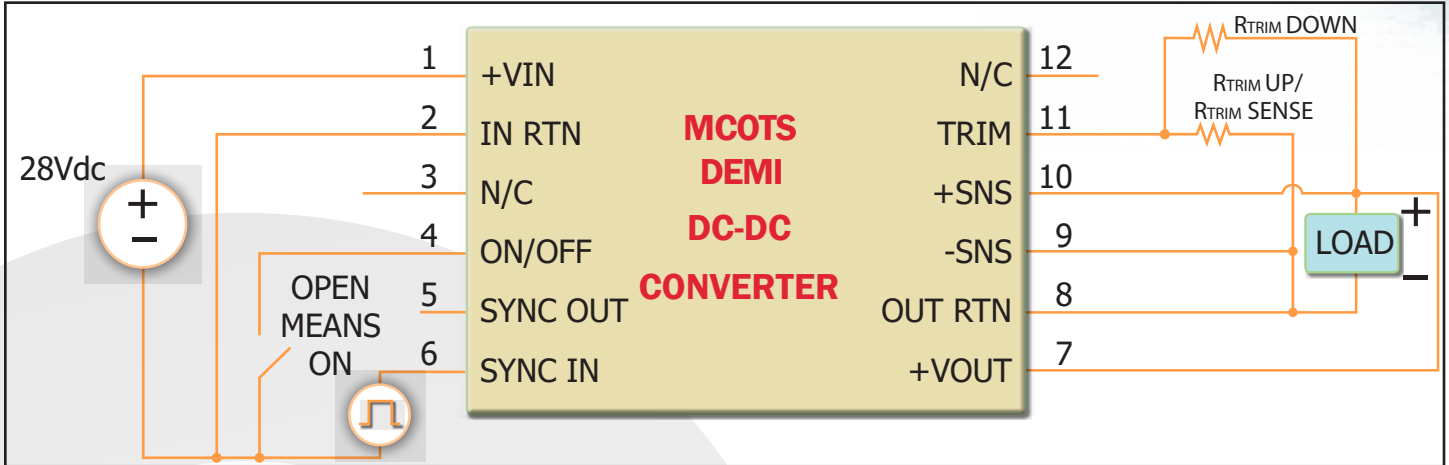 28Vdc
+
−
OPEN
MEANS
ON
1
2
3
4
5
6
+VIN
IN RTN
N/C
ON/OFF
SYNC OUT
SYNC IN
MCOTS
DEMI
DC-DC
CONVERTER
N/C
TRIM
+SNS
-SNS
OUT RTN
+VOUT
12
11
10
9
8
7
RTRIM DOWN
RTRIM UP/
RTRIM SENSE
LOAD
+
−